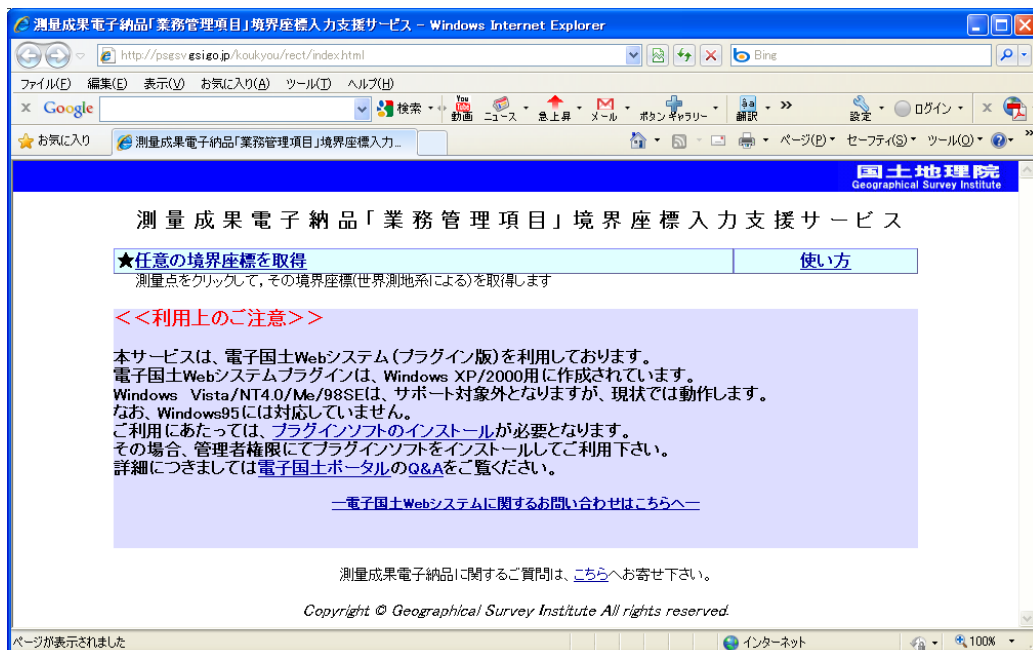 測量成果電子納品「業務管理項目」境界座標入力支援サービス - Windows Internet Explorer
http://psgsv.gsi.go.jp/koukyou/rect/index.html
Bing
ファイル(F) 編集(E) 表示(V) お気に入り(A) ツール(T) ヘルプ(H)
x Google 検索 動画 ニュース 急上昇 メール ボタン ギャラリー 翻訳 » 設定 ログイン x
お気に入り 測量成果電子納品「業務管理項目」境界座標入力... ページ(P) セーフティ(S) ツール(O) »
国土地理院
Geographical Survey Institute
測量成果電子納品「業務管理項目」境界座標入力支援サービス
★任意の境界座標を取得 使い方
測量点をクリックして，その境界座標(世界測地系による)を取得します
＜＜利用上のご注意＞＞
本サービスは、電子国土Webシステム(プラグイン版)を利用しております。
電子国土Webシステムプラグインは、Windows XP/2000用に作成されています。
Windows Vista/NT4.0/Me/98SEは、サポート対象外となりますが、現状では動作します。
なお、Windows95には対応していません。
ご利用にあたっては、プラグインソフトのインストールが必要となります。
その場合、管理者権限にてプラグインソフトをインストールしてご利用下さい。
詳細につきましては電子国土ポータルのQ&Aをご覧ください。
―電子国土Webシステムに関するお問い合わせはこちらへ―
測量成果電子納品に関するご質問は、こちらへお寄せ下さい。
Copyright © Geographical Survey Institute All rights reserved.
ページが表示されました インターネット 100%